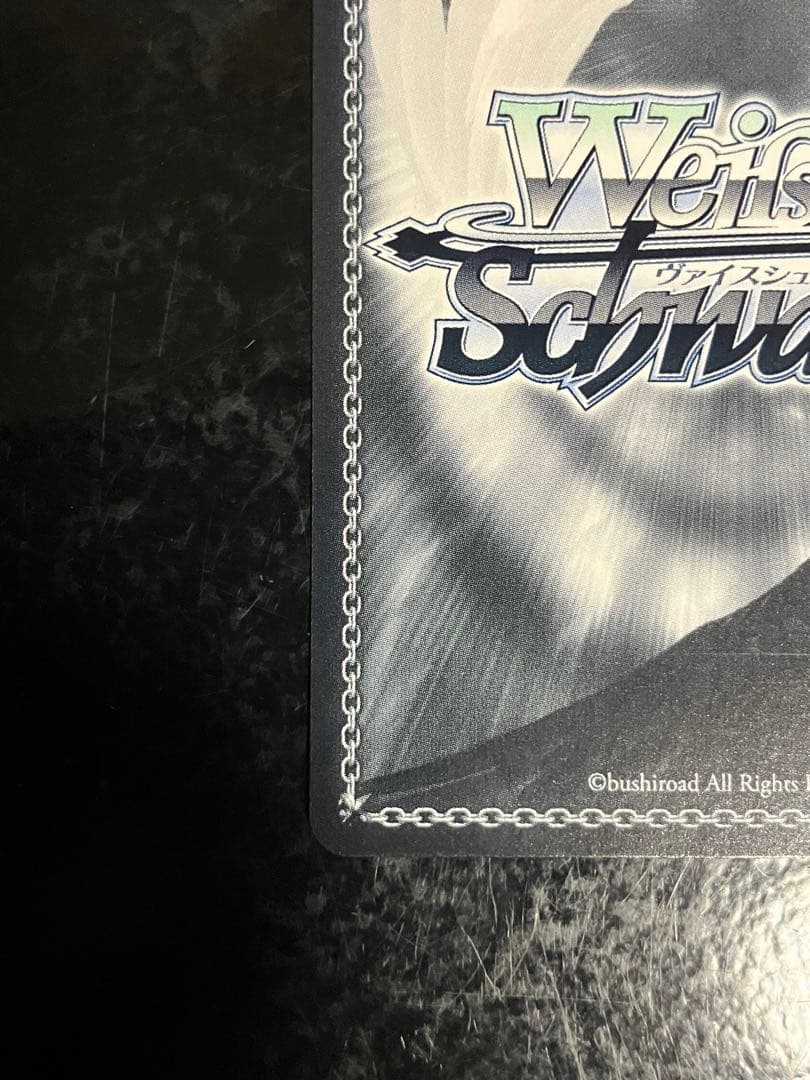 Weiß
ヴァイスシュ
Schwa
©bushiroad All Rights